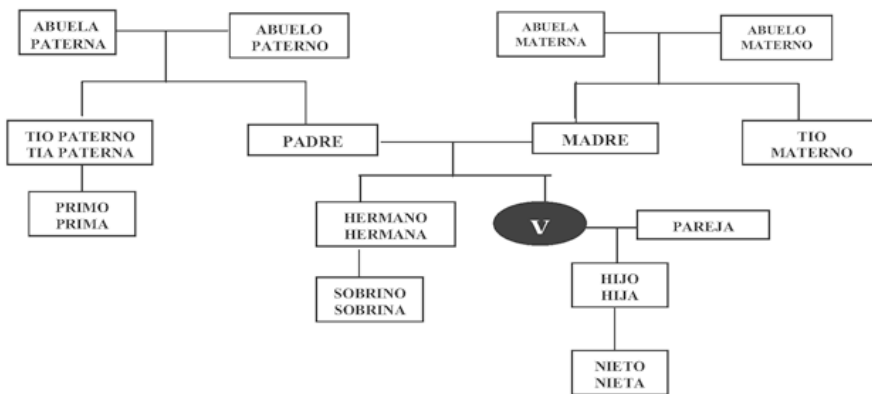 ABUELA
PATERNA
ABUELO
PATERNO
ABUELA
MATERNA
ABUELO
MATERNO
TIO PATERNO
TIA PATERNA
PADRE
MADRE
TIO
MATERNO
PRIMO
PRIMA
HERMANO
HERMANA
V
PAREJA
SOBRINO
SOBRINA
HIJO
HIJA
NIETO
NIETA